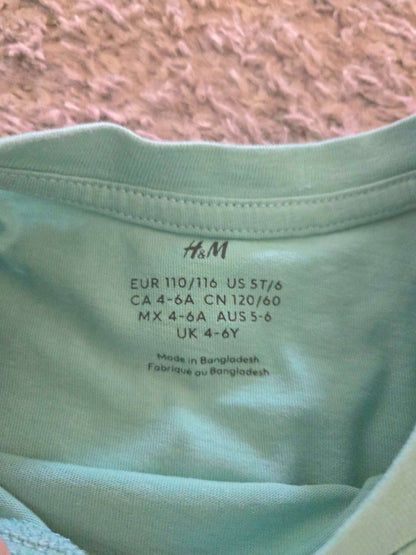 H&M
EUR 110/116 US 5T/6
CA 4-6A CN 120/60
MX 4-6A AUS 5-6
UK 4-6Y
Made in Bangladesh
Fabriqué au Bangladesh